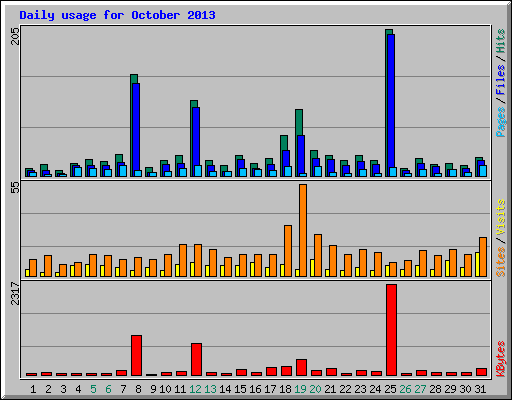 Daily usage for October 2013
205
Pages / Files / Hits
55
Sites / Visits
2317
KBytes
1 2 3 4 5 6 7 8 9 10 11 12 13 14 15 16 17 18 19 20 21 22 23 24 25 26 27 28 29 30 31